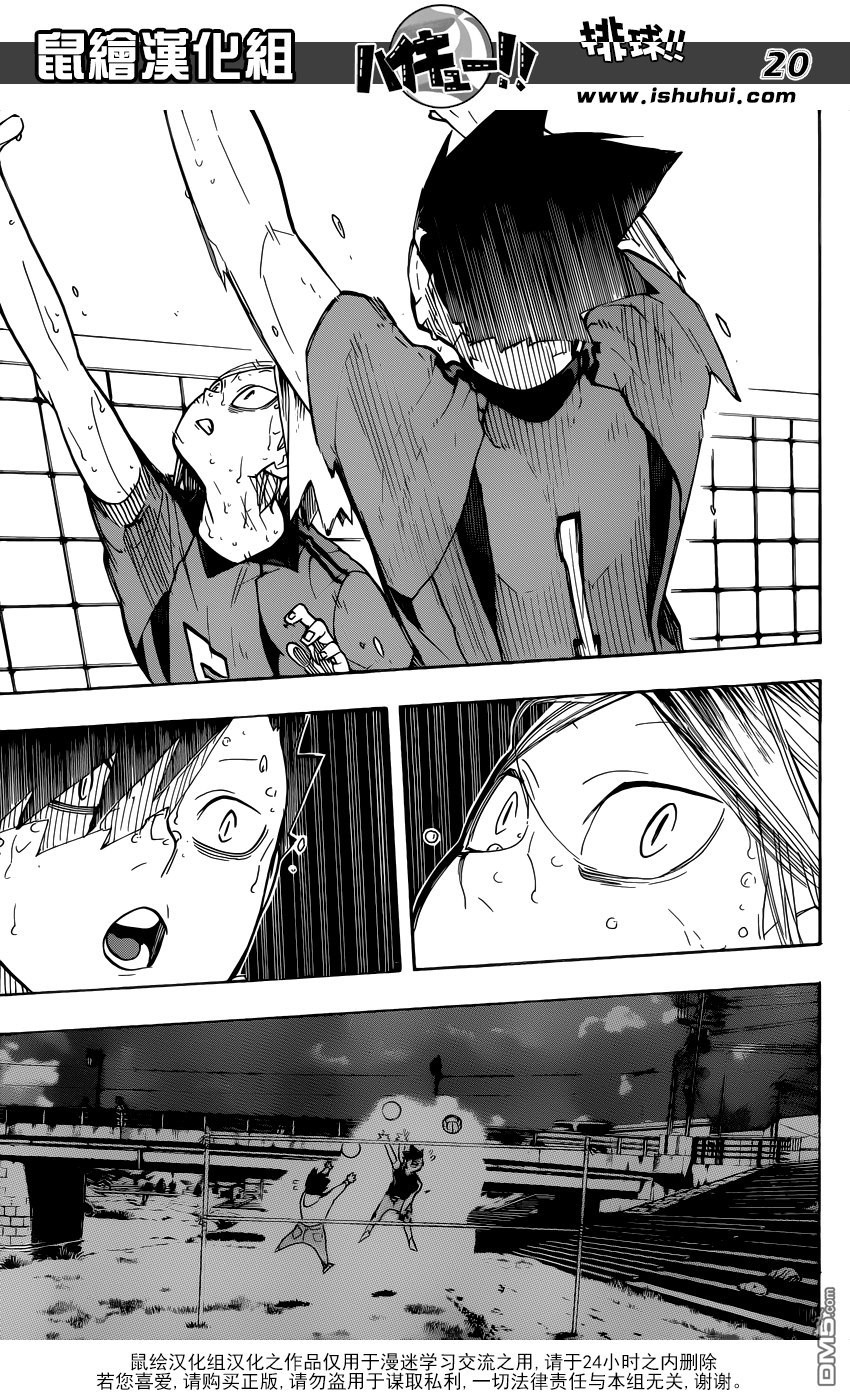 鼠繪漢化組
ハイキュー!!
排球!!
20
www.ishuhui.com
鼠绘汉化组汉化之作品仅用于漫迷学习交流之用, 请于24小时之内删除
若您喜爱, 请购买正版, 请勿盗用于谋取私利, 一切法律责任与本组无关, 谢谢。
DM5.com